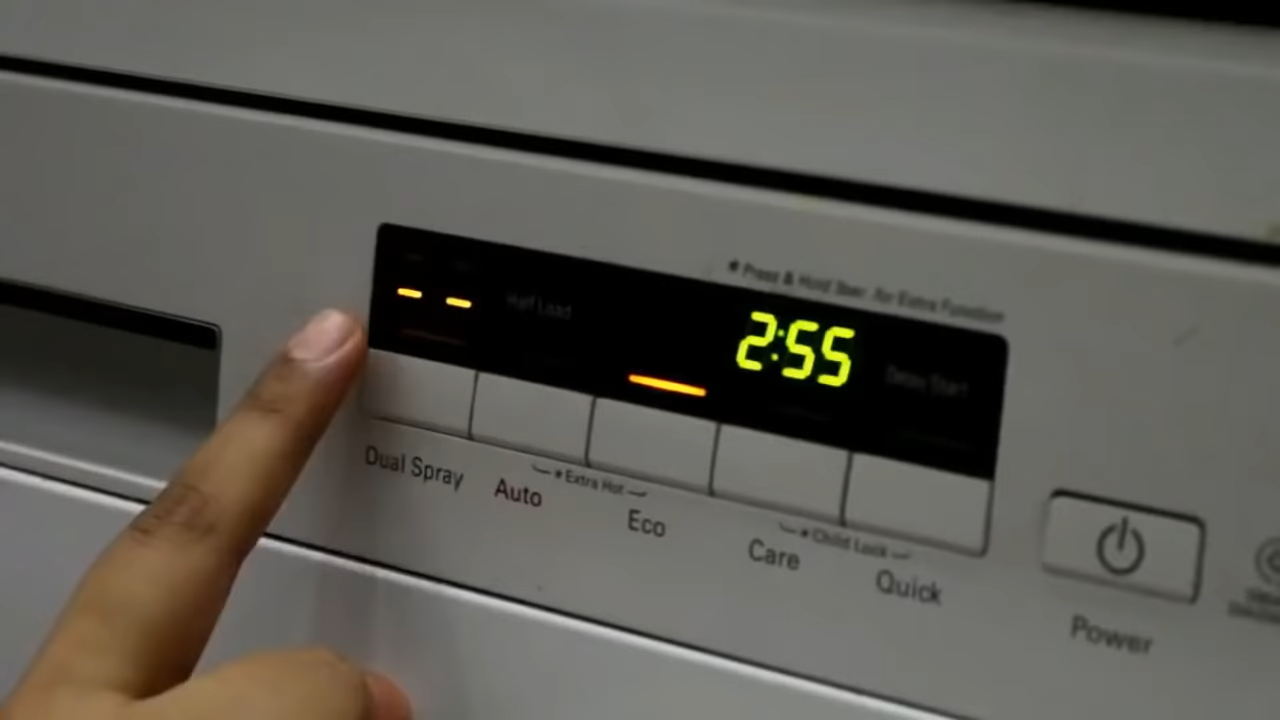 * Press & Hold 3sec. for Extra Function
Half Load
2:55
Delay Start
Dual Spray
Auto
* Extra Hot
Eco
Care
* Child Lock
Quick
Power